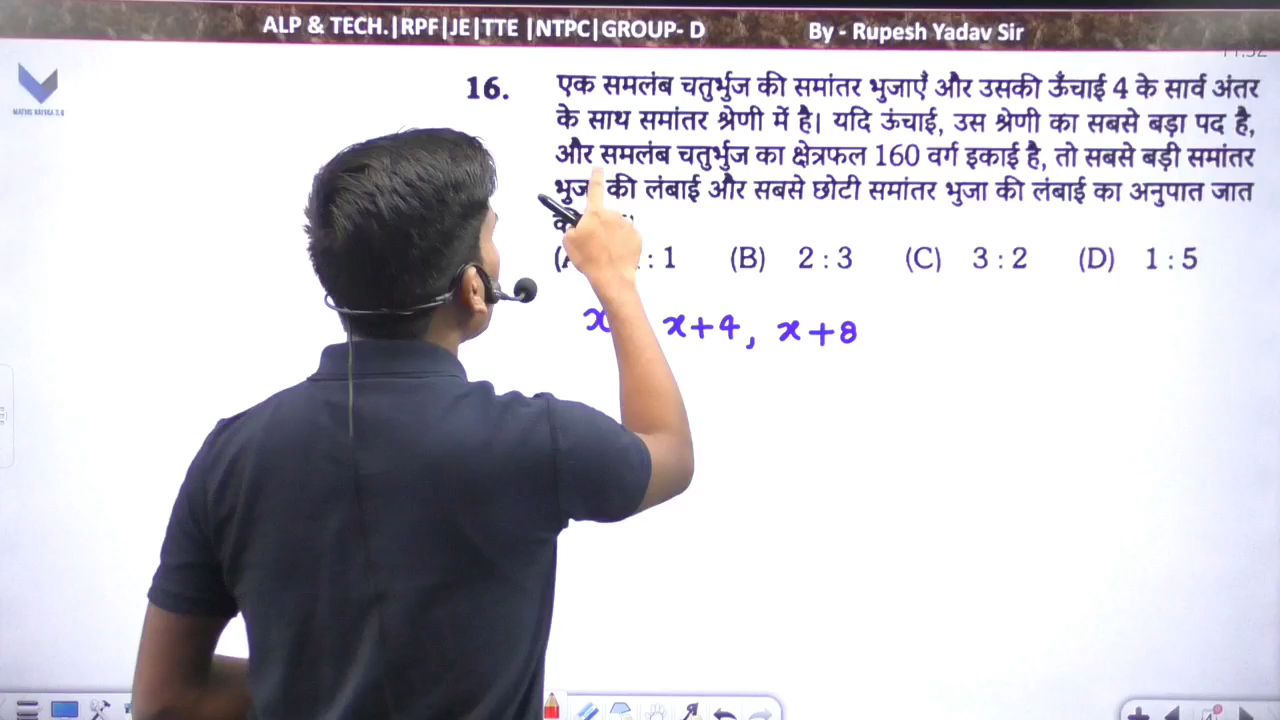 ALP & TECH.|RPF|JE|TTE |NTPC|GROUP- D By - Rupesh Yadav Sir
16. एक समलंब चतुर्भुज की समांतर भुजाएँ और उसकी ऊँचाई 4 के सार्व अंतर
के साथ समांतर श्रेणी में है। यदि ऊंचाई, उस श्रेणी का सबसे बड़ा पद है,
और समलंब चतुर्भुज का क्षेत्रफल 160 वर्ग इकाई है, तो सबसे बड़ी समांतर
की लंबाई और सबसे छोटी समांतर भुजा की लंबाई का अनुपात जात
: 1 (B) 2 : 3 (C) 3 : 2 (D) 1 : 5
x x+4, x+8